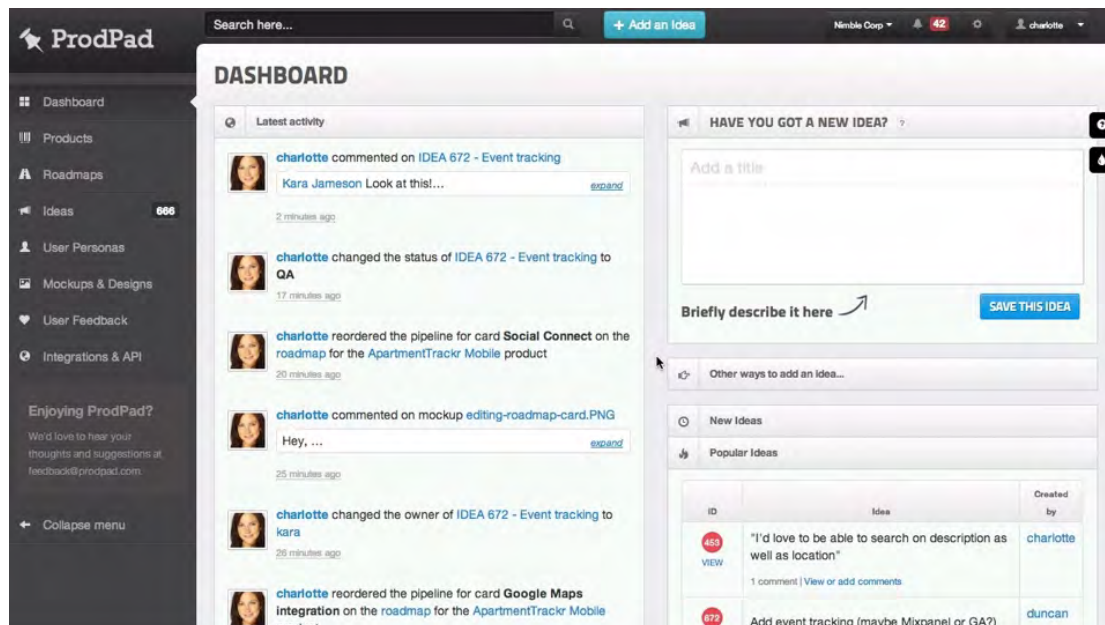 ProdPad
Search here...
+ Add an Idea
Nimble Corp
42
charlotte
Dashboard
Products
Roadmaps
Ideas 666
User Personas
Mockups & Designs
User Feedback
Integrations & API
Enjoying ProdPad?
We'd love to hear your
thoughts and suggestions at
feedback@prodpad.com.
Collapse menu
DASHBOARD
Latest activity
charlotte commented on IDEA 672 - Event tracking
Kara Jameson Look at this!... expand
2 minutes ago
charlotte changed the status of IDEA 672 - Event tracking to
QA
17 minutes ago
charlotte reordered the pipeline for card Social Connect on the
roadmap for the ApartmentTrackr Mobile product
20 minutes ago
charlotte commented on mockup editing-roadmap-card.PNG
Hey, ... expand
25 minutes ago
charlotte changed the owner of IDEA 672 - Event tracking to
kara
26 minutes ago
charlotte reordered the pipeline for card Google Maps
integration on the roadmap for the ApartmentTrackr Mobile
HAVE YOU GOT A NEW IDEA? ?
Add a title
Briefly describe it here
SAVE THIS IDEA
Other ways to add an idea...
New Ideas
Popular Ideas
ID Idea Created
by
453 "I'd love to be able to search on description as charlotte
VIEW well as location"
1 comment | View or add comments
672 Add event tracking (maybe Mixpanel or GA?) duncan